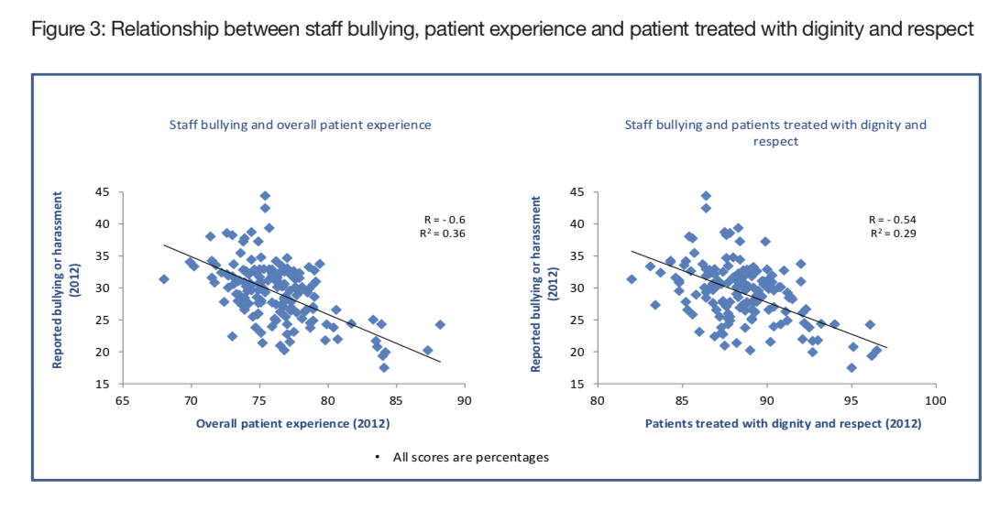 Figure 3: Relationship between staff bullying, patient experience and patient treated with diginity and respect
Staff bullying and overall patient experience
Reported bullying or harassment
(2012)
45
40
35
30
25
20
15
R = - 0.6
R² = 0.36
65 70 75 80 85 90
Overall patient experience (2012)
Staff bullying and patients treated with dignity and
respect
Reported bullying or harassment
(2012)
45
40
35
30
25
20
15
R = - 0.54
R² = 0.29
80 85 90 95 100
Patients treated with dignity and respect (2012)
• All scores are percentages